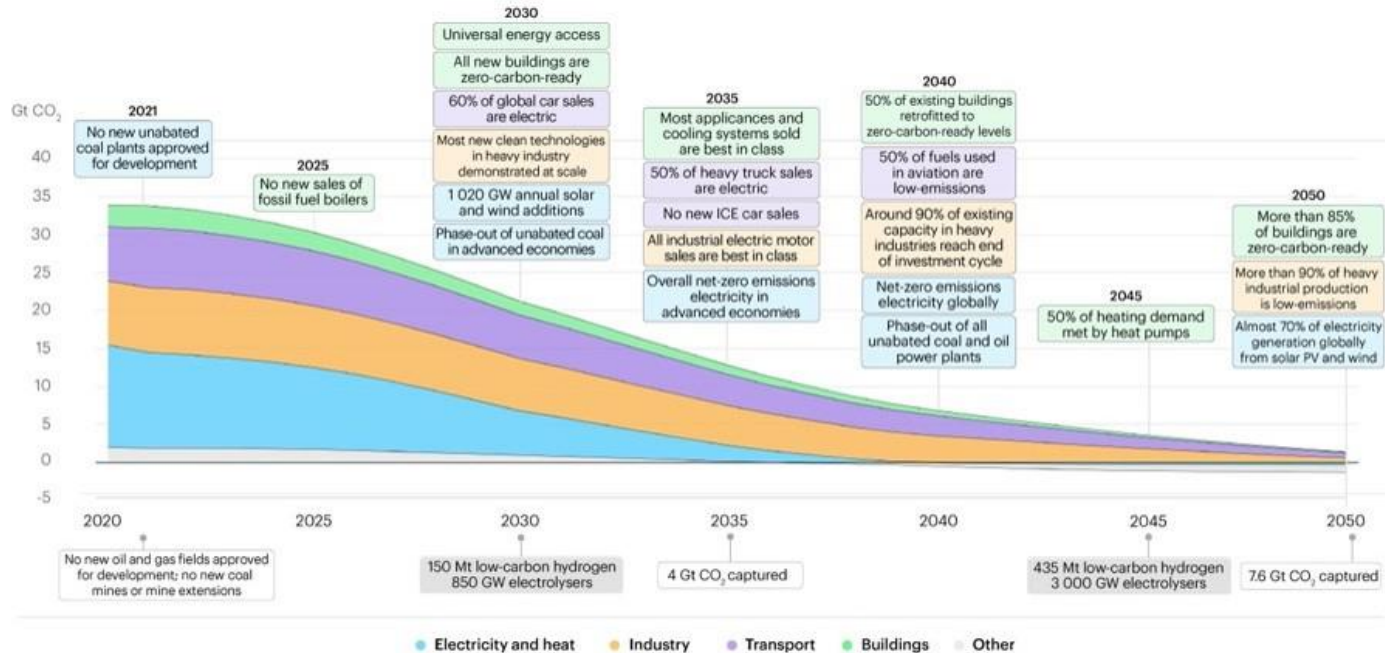 Gt CO₂
40
35
30
25
20
15
10
5
0
-5
2021
No new unabated
coal plants approved
for development
2025
No new sales of
fossil fuel boilers
2030
Universal energy access
All new buildings are
zero-carbon-ready
60% of global car sales
are electric
Most new clean technologies
in heavy industry
demonstrated at scale
1 020 GW annual solar
and wind additions
Phase-out of unabated coal
in advanced economies
2035
Most applicances and
cooling systems sold
are best in class
50% of heavy truck sales
are electric
No new ICE car sales
All industrial electric motor
sales are best in class
Overall net-zero emissions
electricity in
advanced economies
2040
50% of existing buildings
retrofitted to
zero-carbon-ready levels
50% of fuels used
in aviation are
low-emissions
Around 90% of existing
capacity in heavy
industries reach end
of investment cycle
Net-zero emissions
electricity globally
Phase-out of all
unabated coal and oil
power plants
2045
50% of heating demand
met by heat pumps
2050
More than 85%
of buildings are
zero-carbon-ready
More than 90% of heavy
industrial production
is low-emissions
Almost 70% of electricity
generation globally
from solar PV and wind
2020
2025
2030
2035
2040
2045
2050
No new oil and gas fields approved
for development; no new coal
mines or mine extensions
150 Mt low-carbon hydrogen
850 GW electrolysers
4 Gt CO₂ captured
435 Mt low-carbon hydrogen
3 000 GW electrolysers
7.6 Gt CO₂ captured
Electricity and heat
Industry
Transport
Buildings
Other